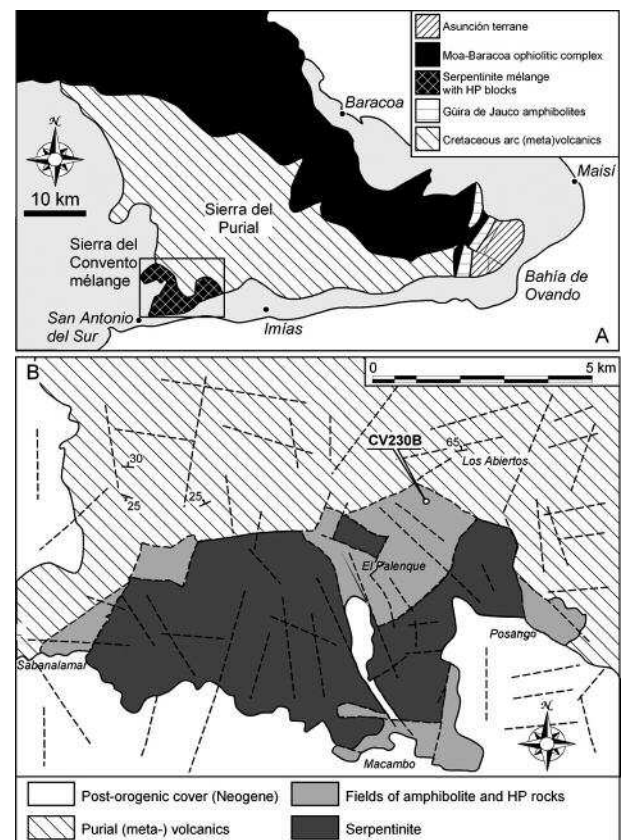 Asunción terrane
Moa-Baracoa ophiolitic complex
Serpentinite mélange
with HP blocks
Güira de Jauco amphibolites
Cretaceous arc (meta)volcanics
N
10 km
Baracoa
Maisí
Sierra del
Purial
Sierra del
Convento
mélange
San Antonio
del Sur
Imías
Bahía de
Ovando
A
B
0 5 km
CV230B
65
Los Abiertos
30
25
25
El Palenque
Sabanalamar
Posango
Macambo
N
Post-orogenic cover (Neogene)
Fields of amphibolite and HP rocks
Purial (meta-) volcanics
Serpentinite